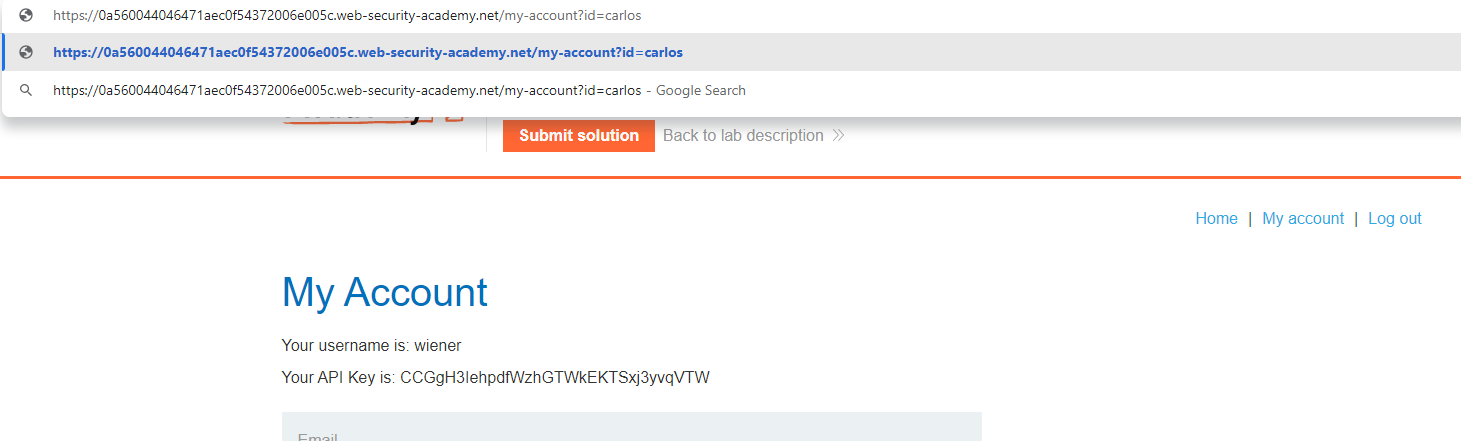 https://0a560044046471aec0f54372006e005c.web-security-academy.net/my-account?id=carlos
https://0a560044046471aec0f54372006e005c.web-security-academy.net/my-account?id=carlos
https://0a560044046471aec0f54372006e005c.web-security-academy.net/my-account?id=carlos - Google Search
Submit solution Back to lab description
Home | My account | Log out
My Account
Your username is: wiener
Your API Key is: CCGgH3IehpdfWzhGTWkEKTSxj3yvqVTW
Email